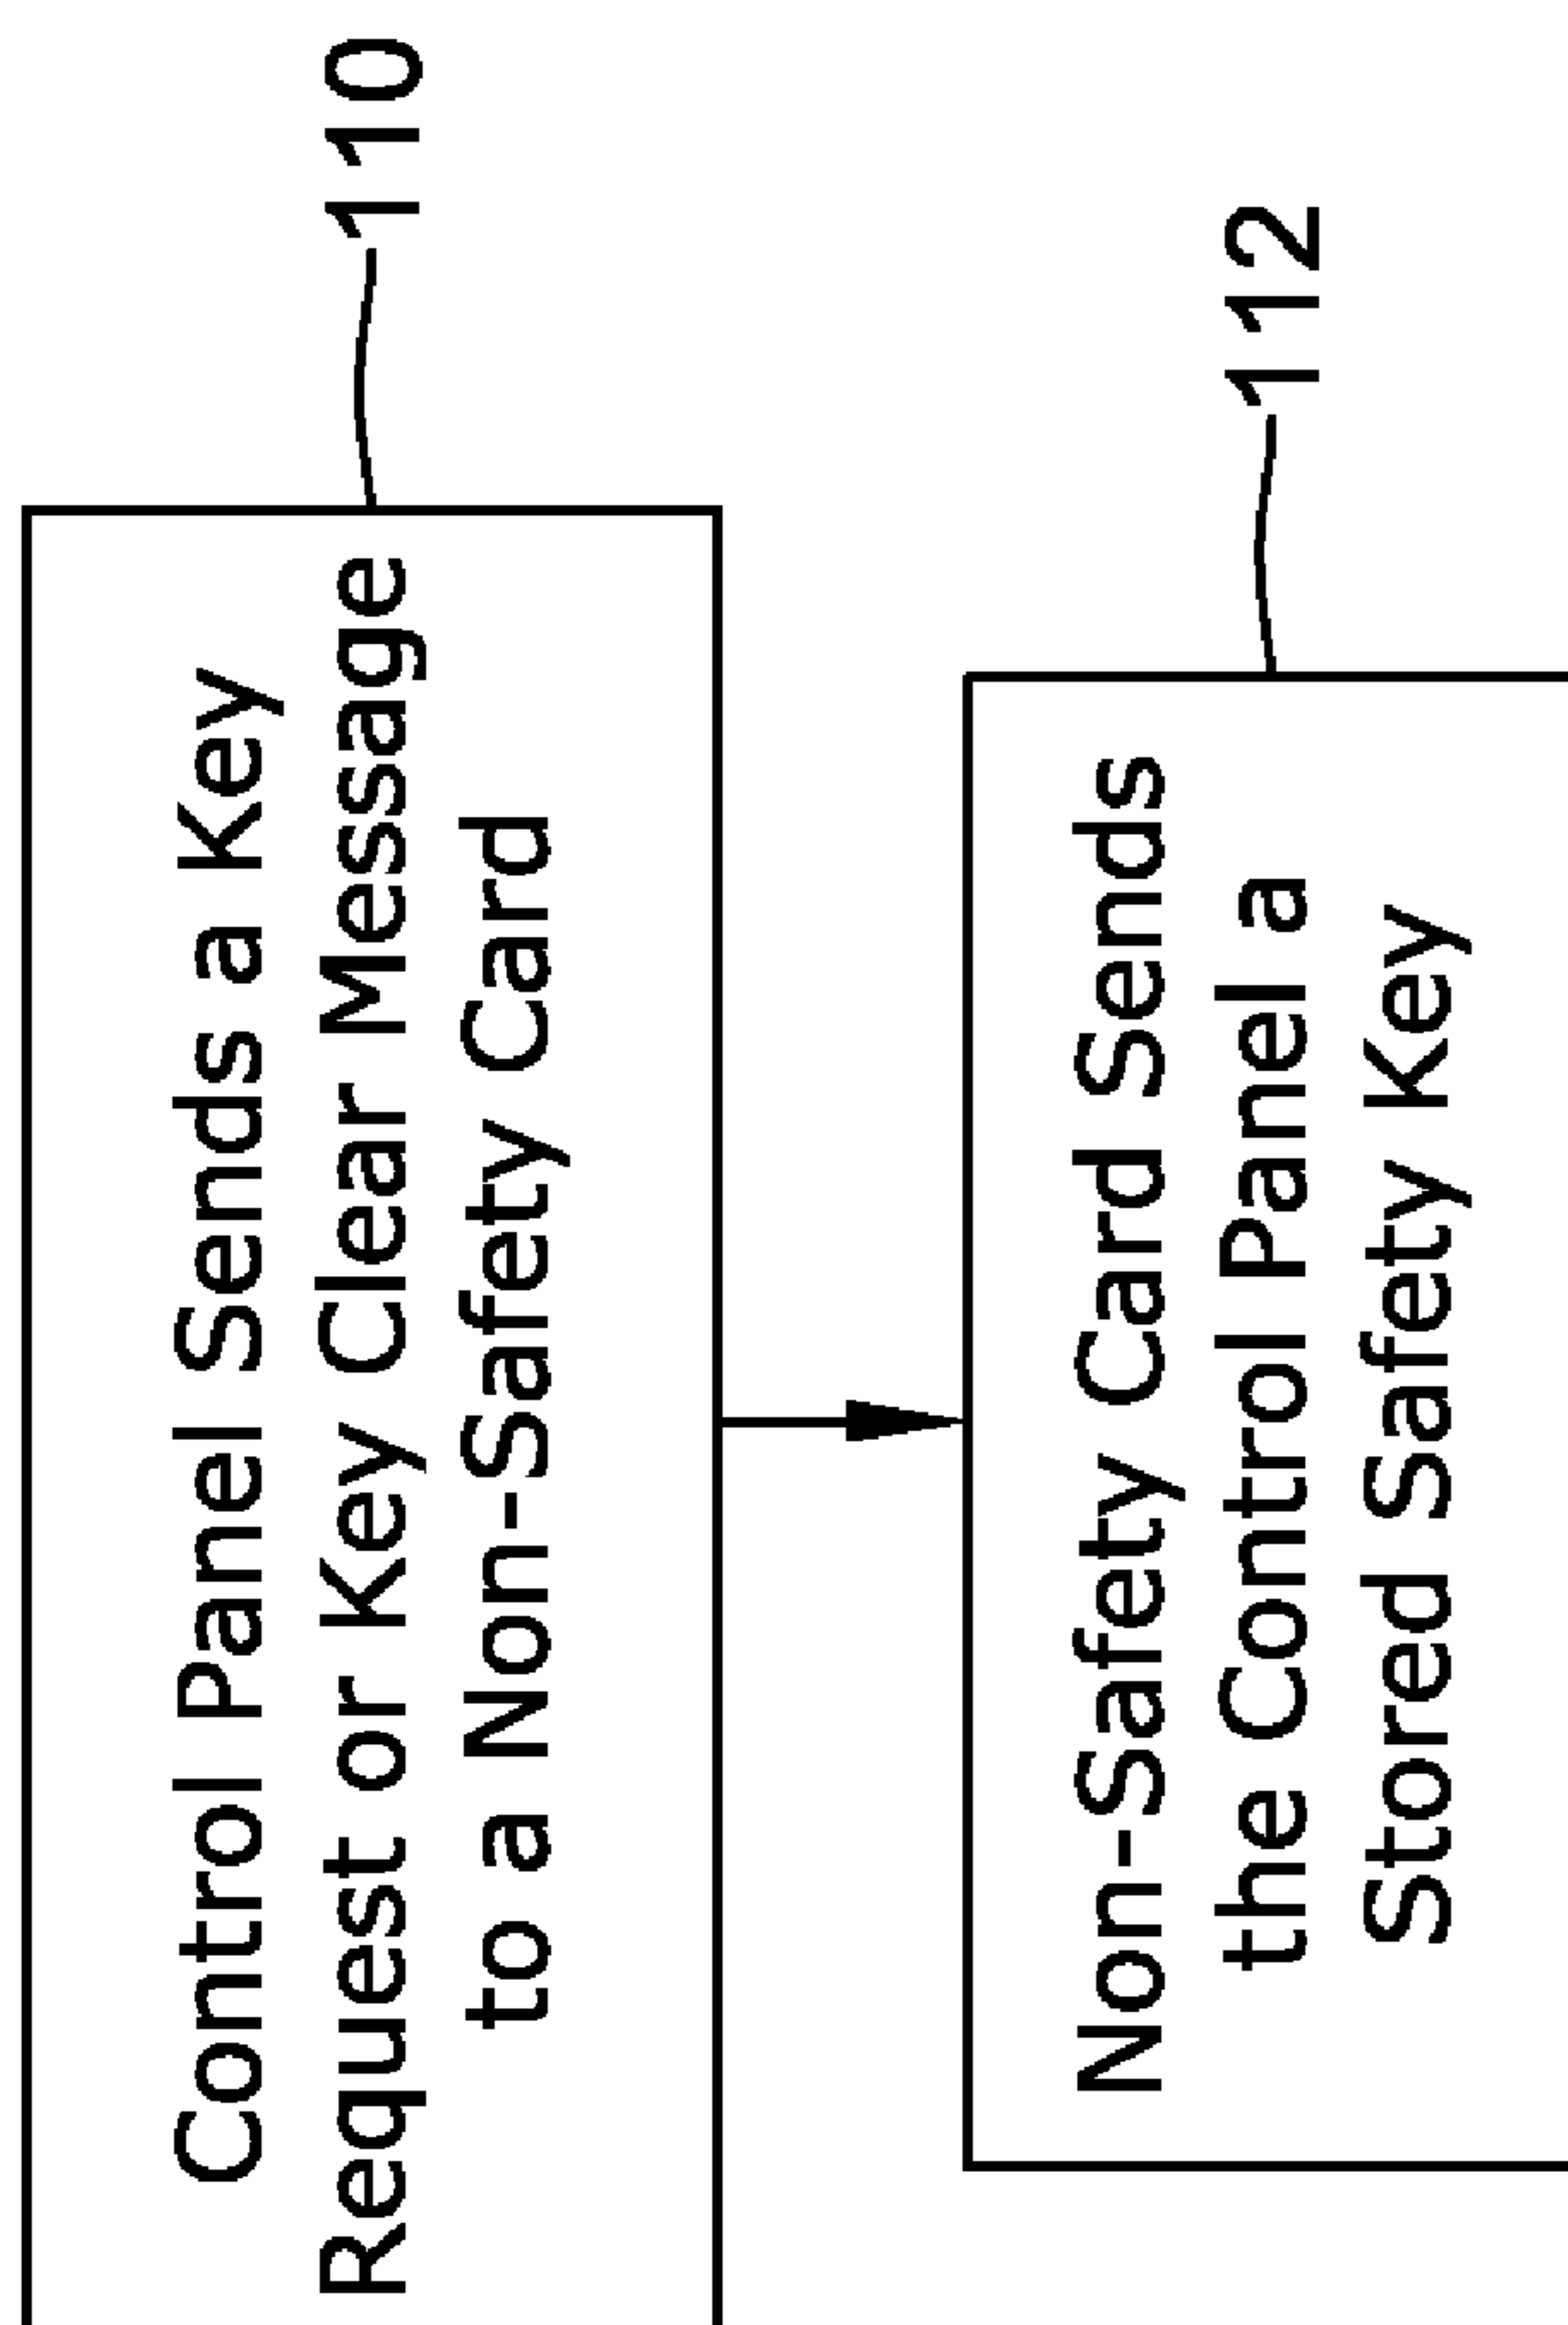 Control Panel Sends a Key
Request or Key Clear Message
to a Non-Safety Card
110
Non-Safety Card Sends
the Control Panel a
Stored Safety Key
112